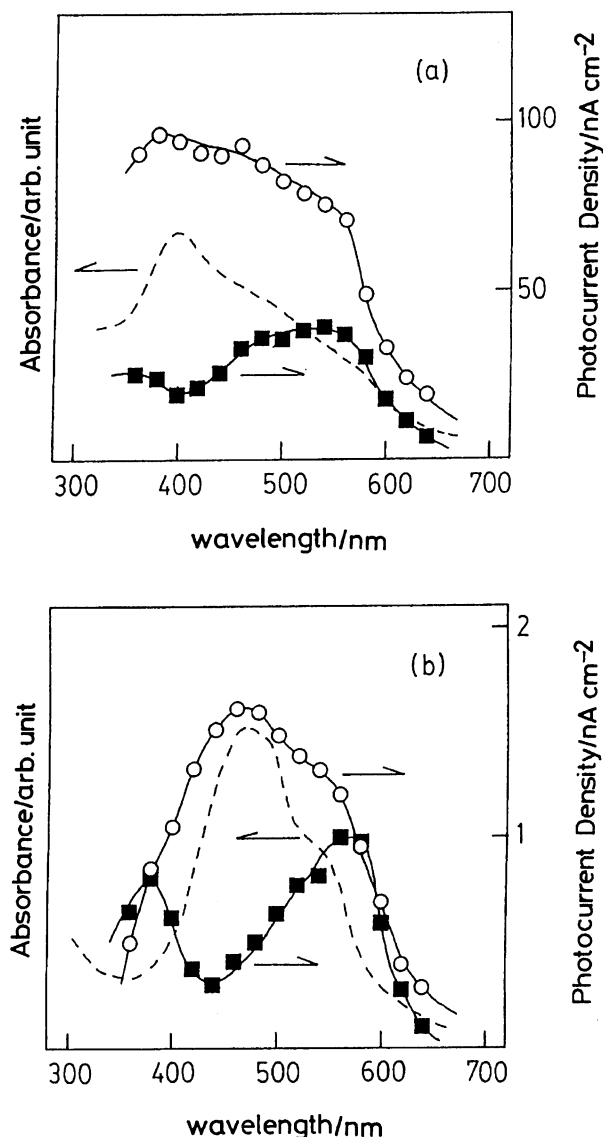 (a)
Absorbance/arb. unit
100
50
Photocurrent Density/nA cm⁻²
300 400 500 600 700
wavelength/nm
(b)
Absorbance/arb. unit
2
1
Photocurrent Density/nA cm⁻²
300 400 500 600 700
wavelength/nm